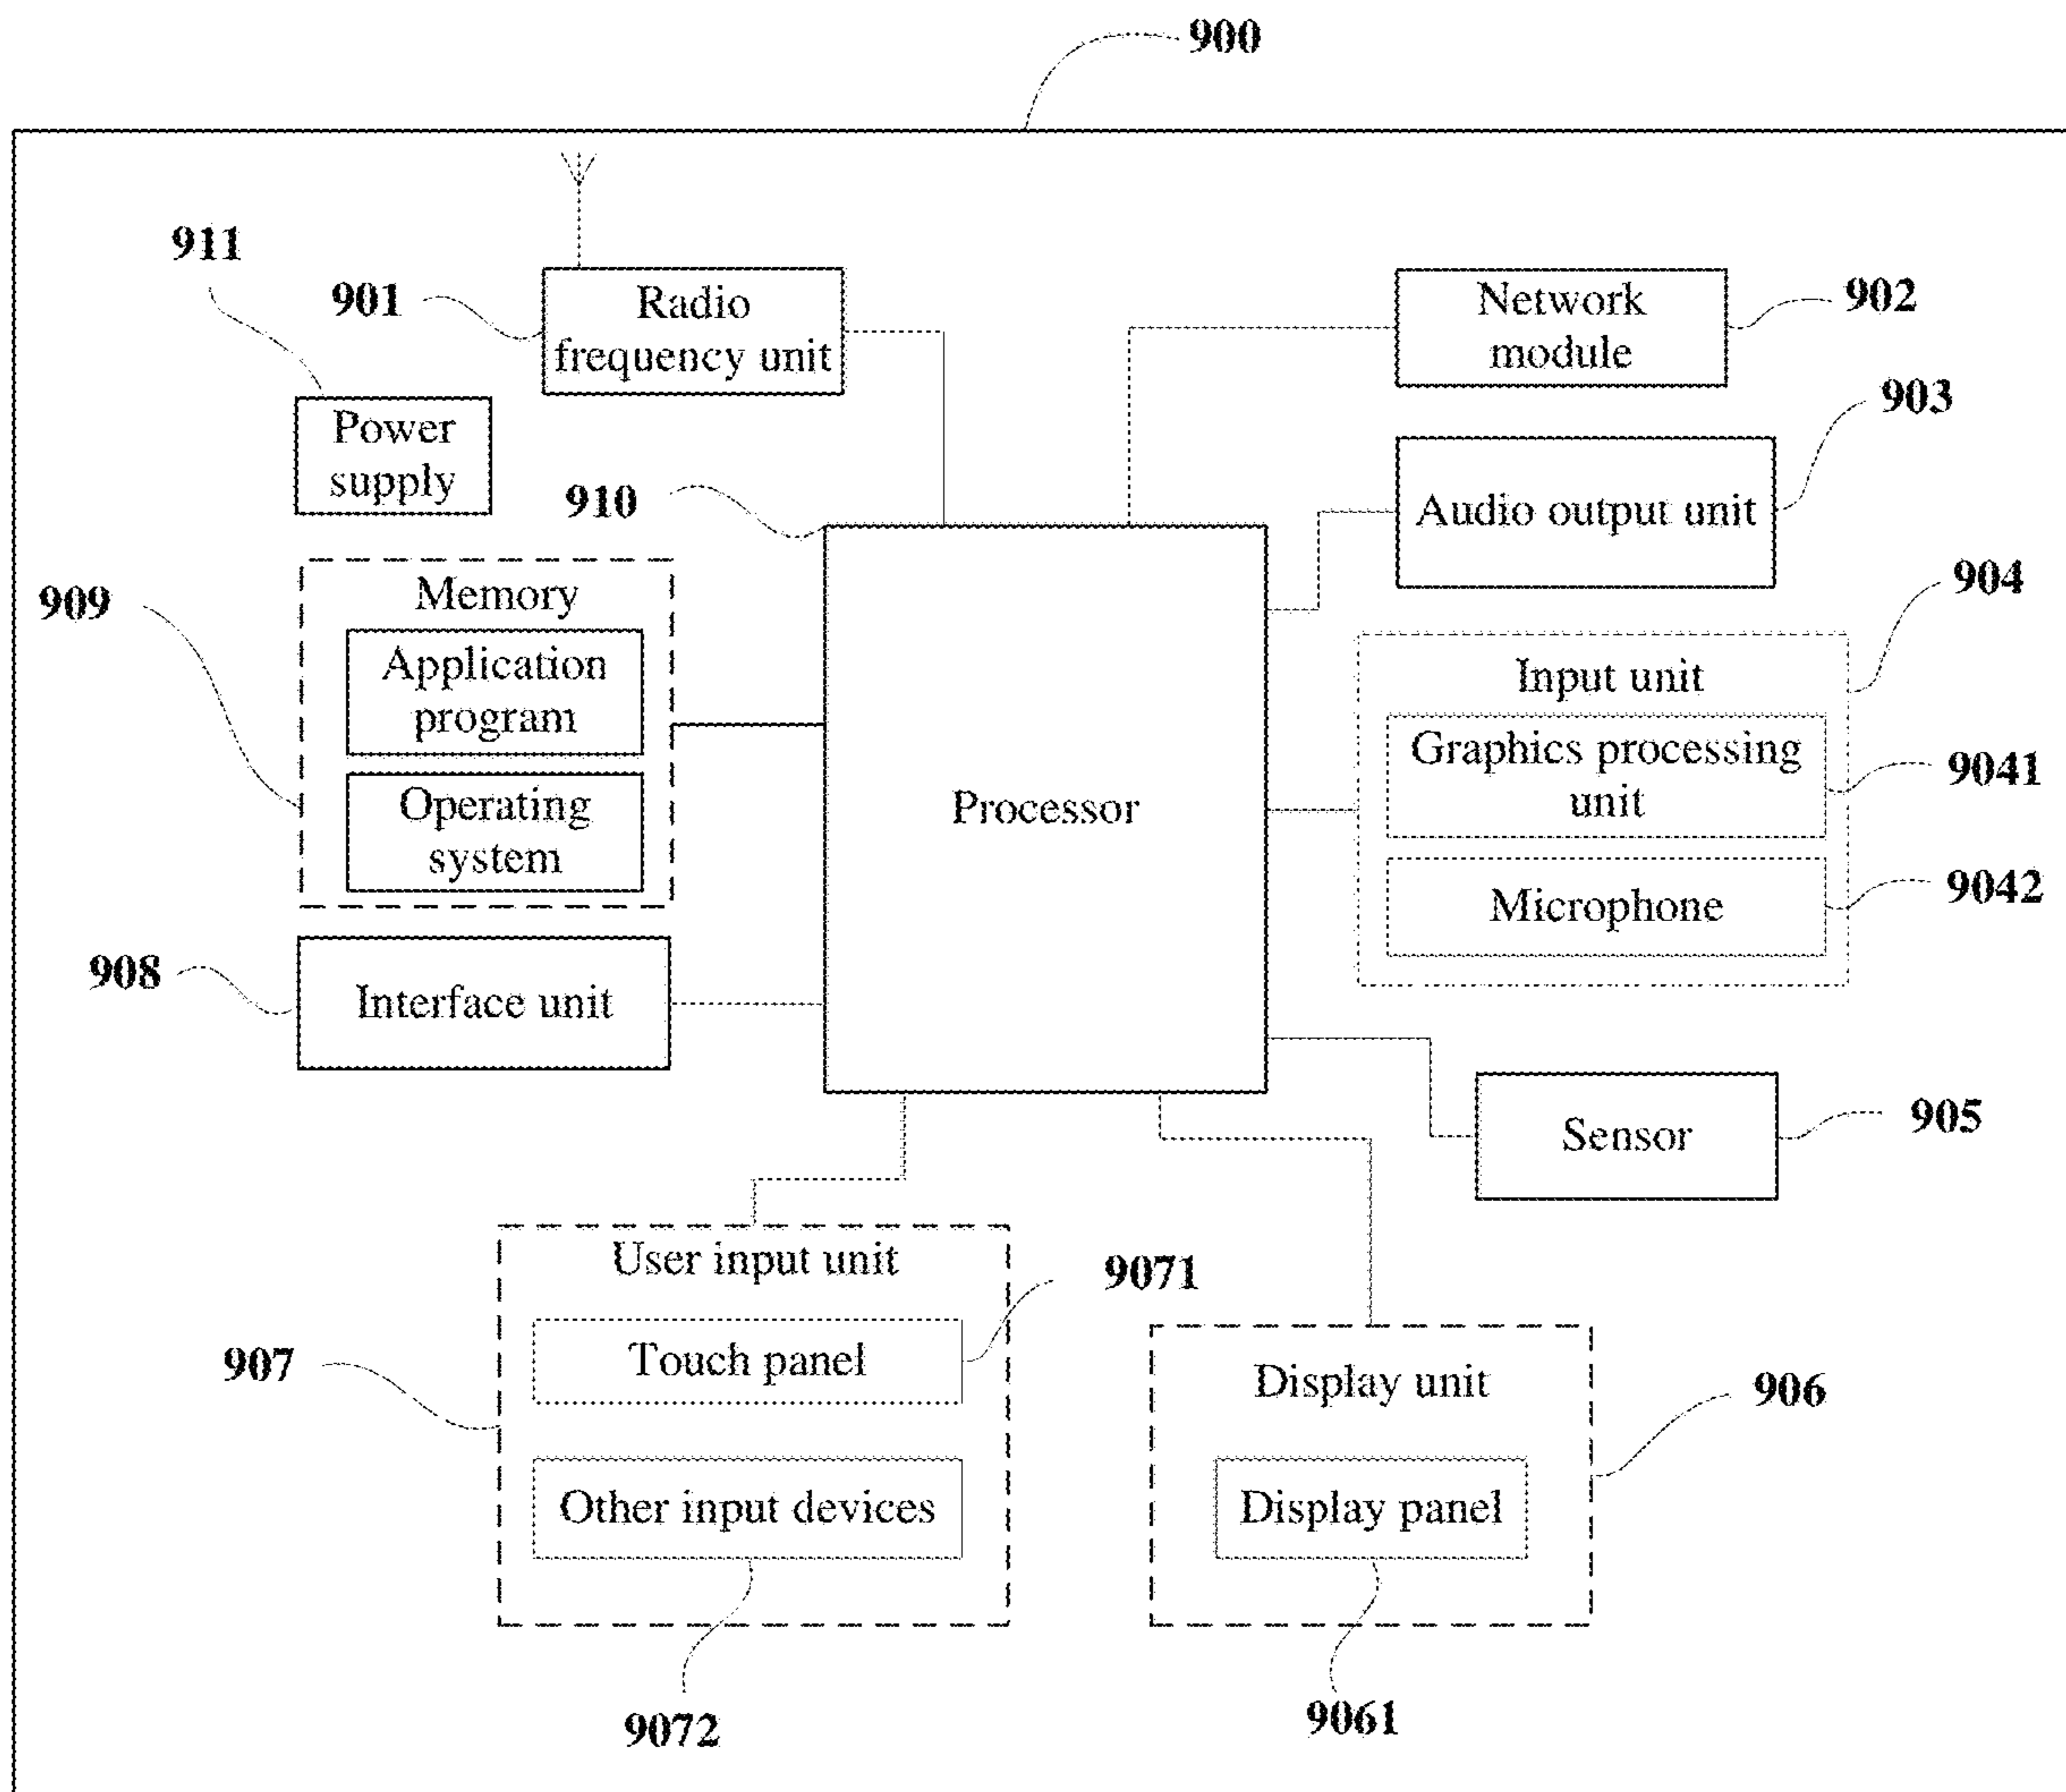 900
911
901
Radio
frequency unit
Network
module
902
903
Power
supply
910
Audio output unit
909
Memory
Application
program
Operating
system
Processor
904
Input unit
Graphics processing
unit
9041
Microphone
9042
908
Interface unit
Sensor
905
User input unit
9071
907
Touch panel
Other input devices
9072
Display unit
906
Display panel
9061